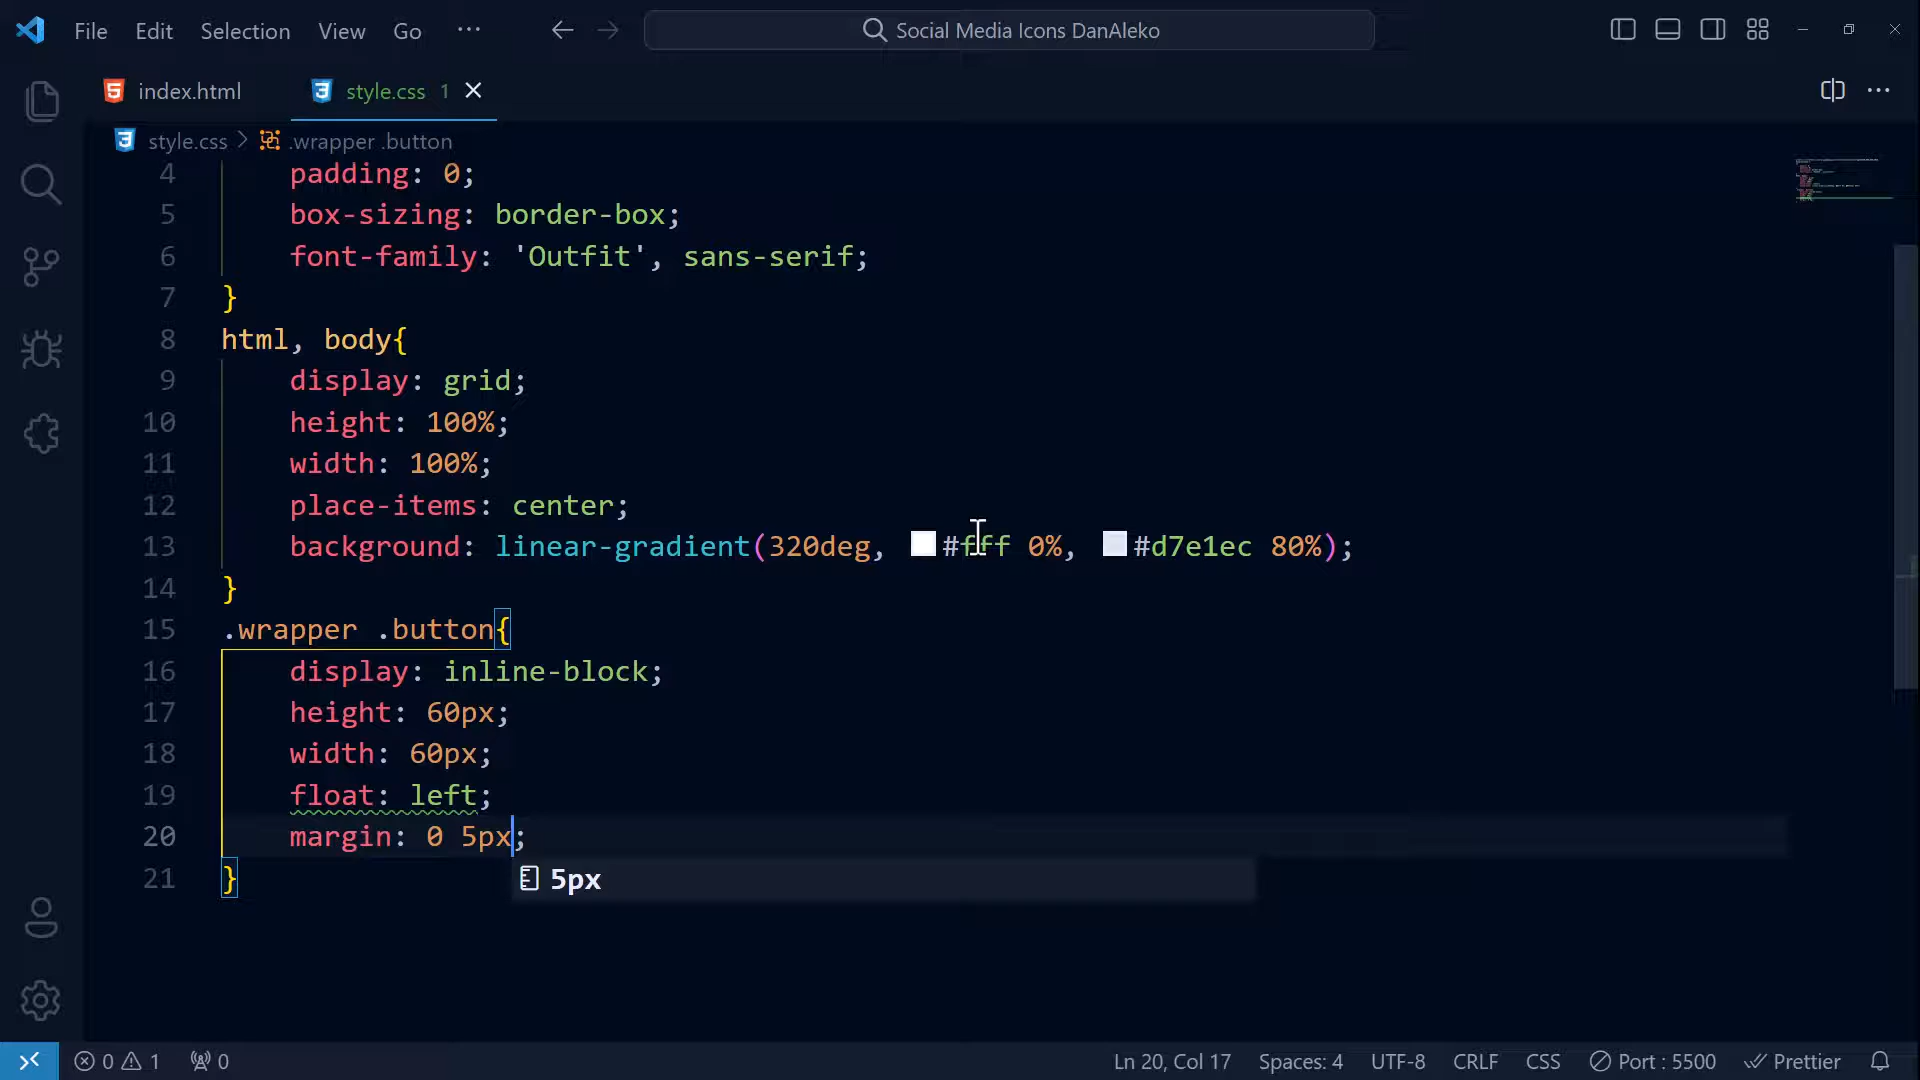 File Edit Selection View Go ··· Social Media Icons DanAleko
index.html style.css 1
style.css > .wrapper .button
4 padding: 0;
5 box-sizing: border-box;
6 font-family: 'Outfit', sans-serif;
7 }
8 html, body{
9 display: grid;
10 height: 100%;
11 width: 100%;
12 place-items: center;
13 background: linear-gradient(320deg, #fff 0%, #d7e1ec 80%);
14 }
15 .wrapper .button{
16 display: inline-block;
17 height: 60px;
18 width: 60px;
19 float: left;
20 margin: 0 5px;
21 }
5px
0 1 0 Ln 20, Col 17 Spaces: 4 UTF-8 CRLF CSS Port : 5500 Prettier